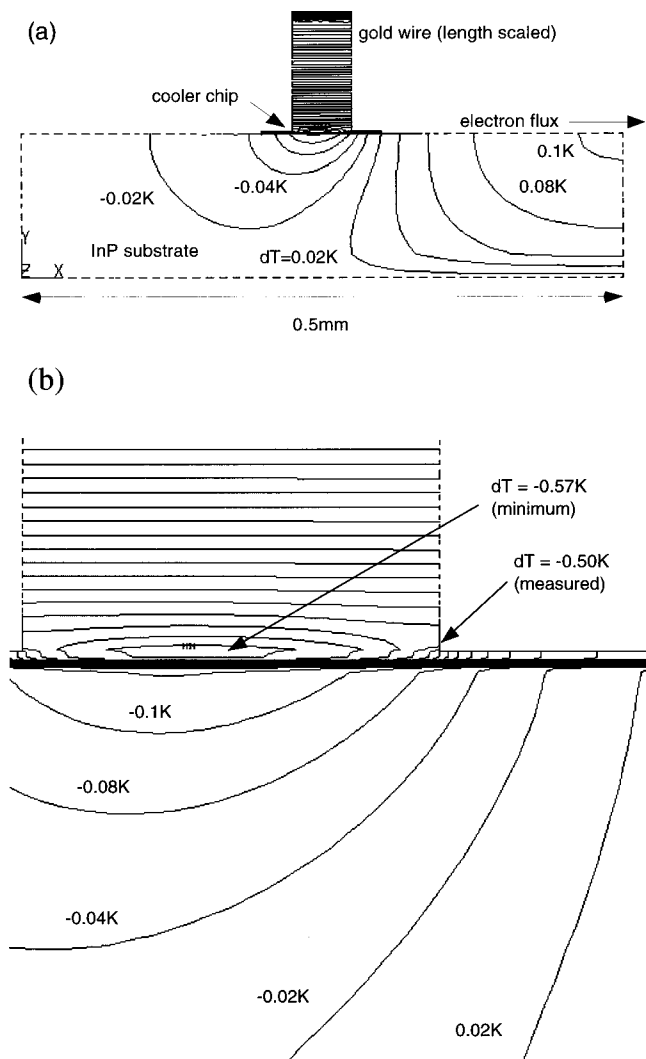 (a)
gold wire (length scaled)
cooler chip
electron flux
0.1K
-0.02K
-0.04K
0.08K
Y
InP substrate
dT=0.02K
Z X
0.5mm
(b)
dT = -0.57K
(minimum)
dT = -0.50K
(measured)
-0.1K
-0.08K
-0.04K
-0.02K
0.02K